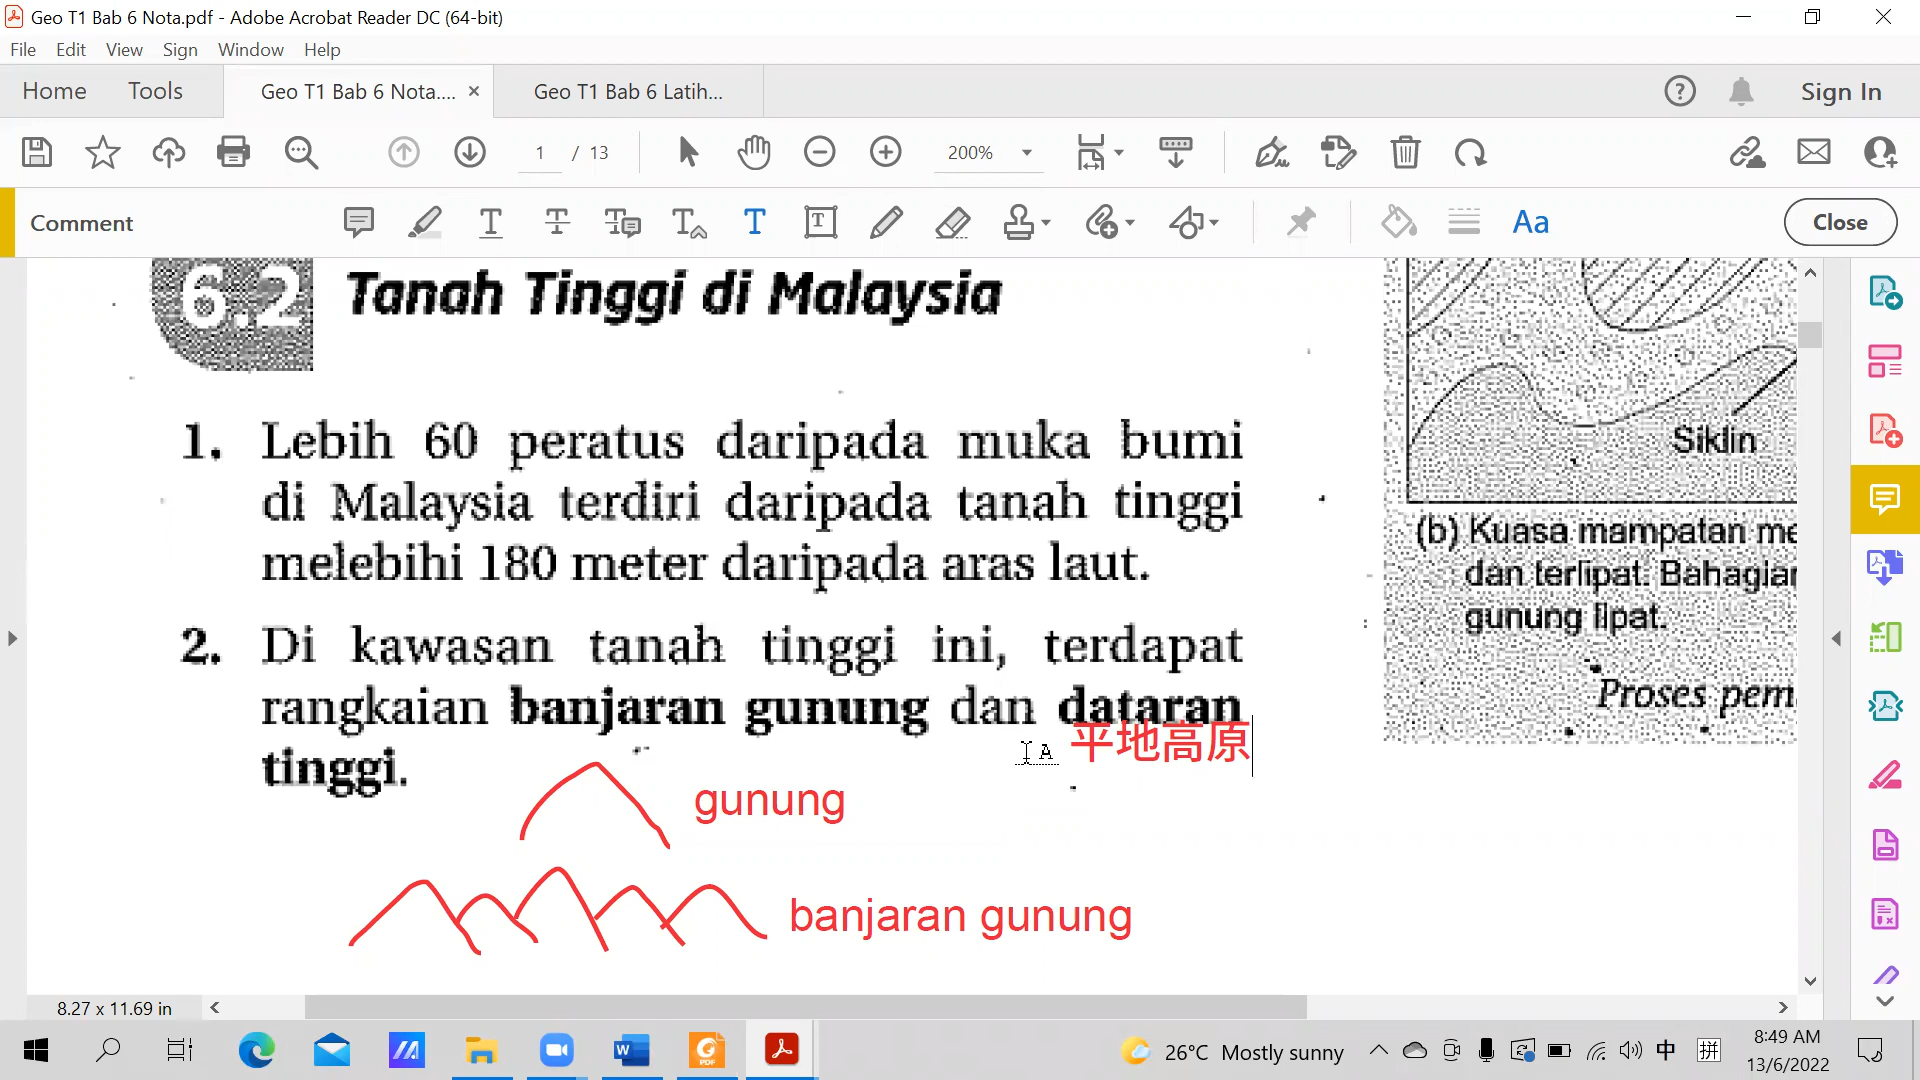 Geo T1 Bab 6 Nota.pdf - Adobe Acrobat Reader DC (64-bit)
File Edit View Sign Window Help
Home Tools Geo T1 Bab 6 Nota.... × Geo T1 Bab 6 Latih... Sign In
1 / 13 200%
Comment Aa Close
6.2 Tanah Tinggi di Malaysia
1. Lebih 60 peratus daripada muka bumi
di Malaysia terdiri daripada tanah tinggi
melebihi 180 meter daripada aras laut.
2. Di kawasan tanah tinggi ini, terdapat
rangkaian banjaran gunung dan dataran
平地高原
tinggi.
gunung
banjaran gunung
Siklin
(b) Kuasa mampatan me
dan terlipat. Bahagian
gunung lipat.
Proses pem
8.27 x 11.69 in
26°C Mostly sunny 中 拼 8:49 AM
13/6/2022